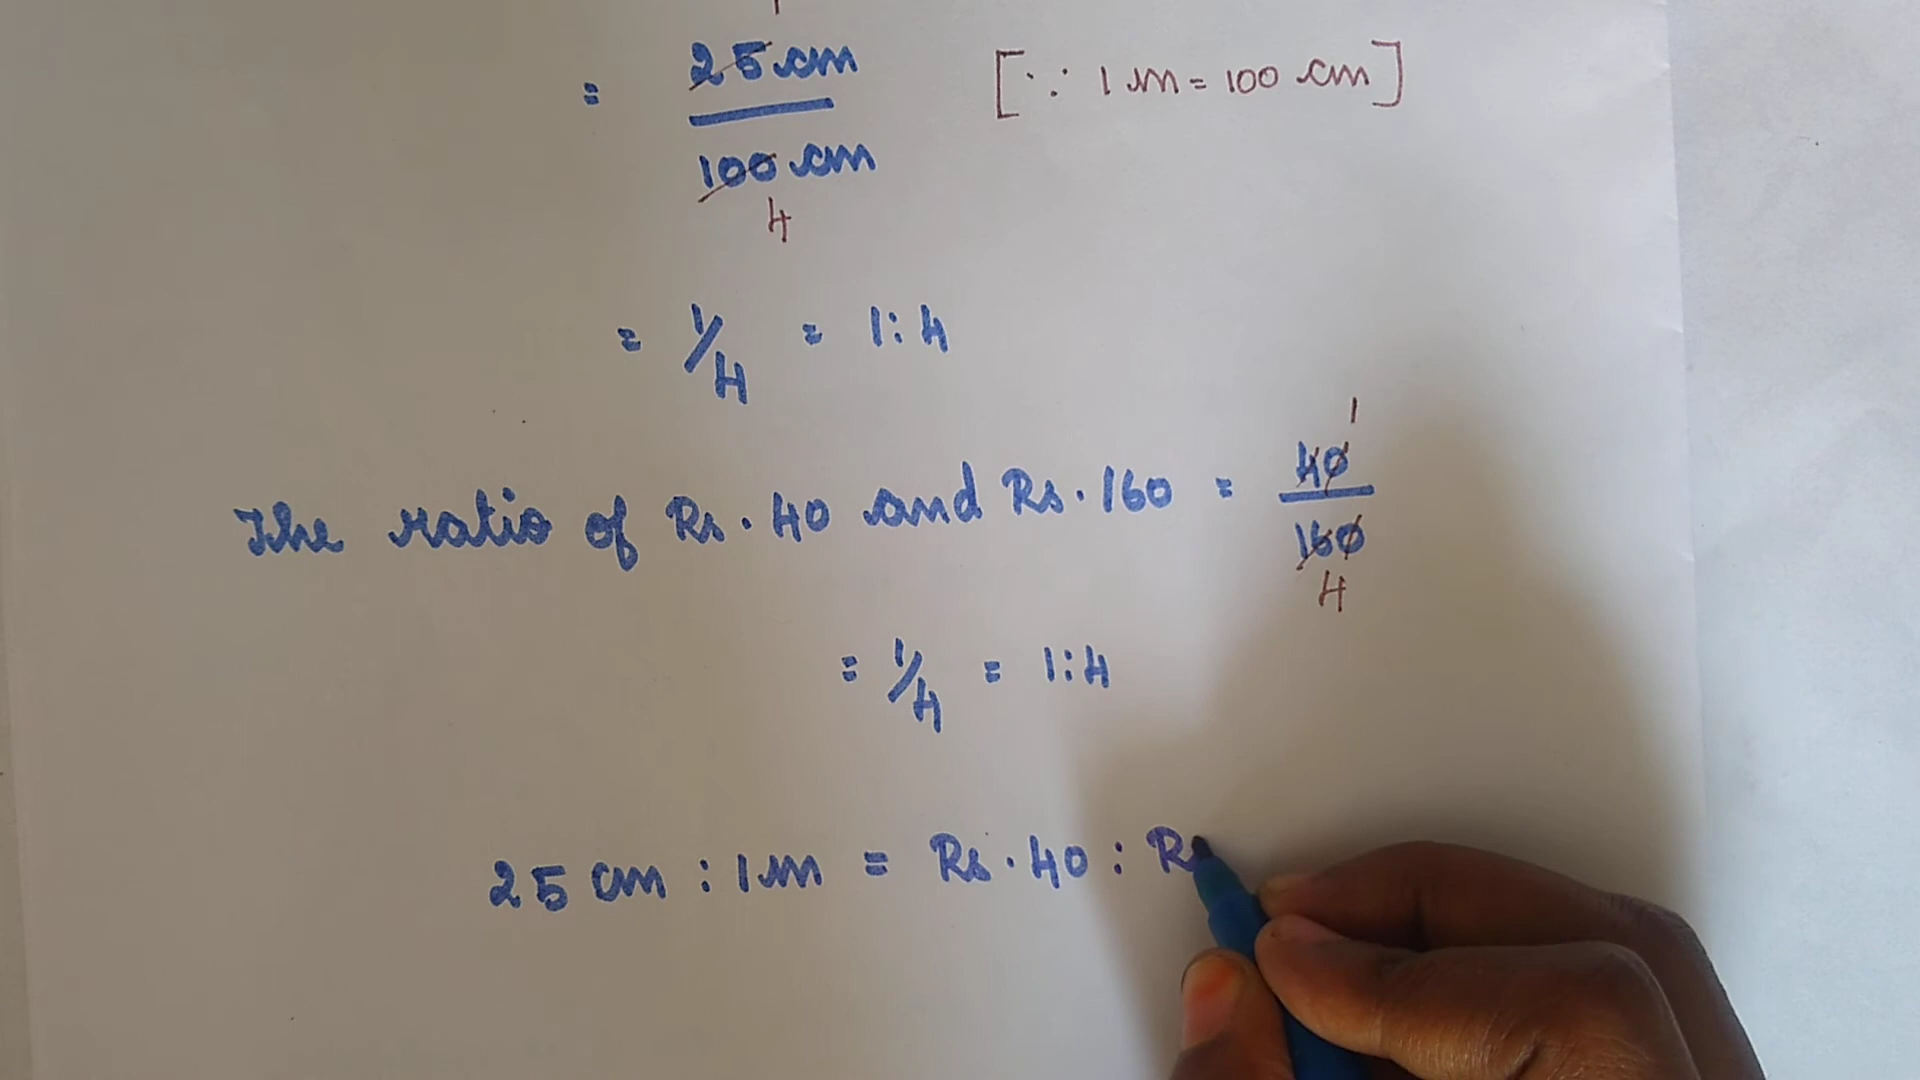 1
= 25 cm / 100 cm [∵ 1 m = 100 cm]
4
= 1/4 = 1:4
1
The ratio of Rs. 40 and Rs. 160 = 40/160
4
= 1/4 = 1:4
25 cm : 1 m = Rs. 40 : R